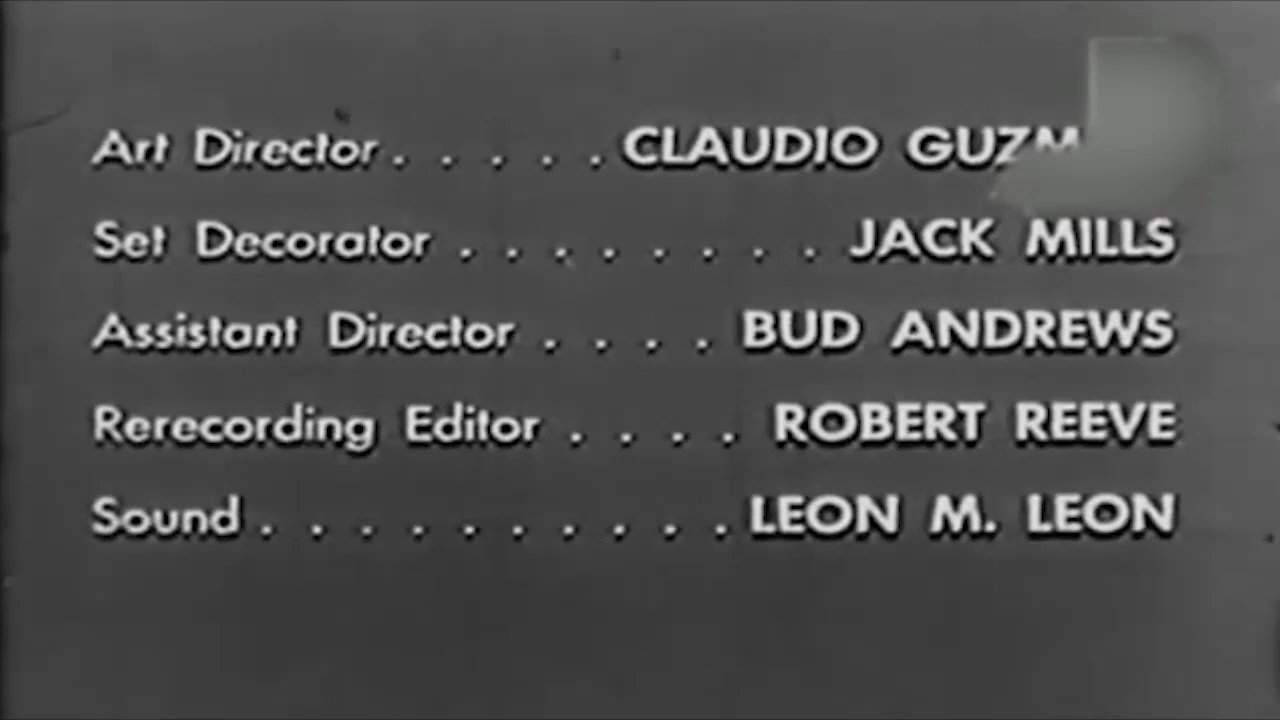 Art Director . . . . . CLAUDIO
Set Decorator . . . . . . . . JACK MILLS
Assistant Director . . . . BUD ANDREWS
Rerecording Editor . . . . ROBERT REEVE
Sound . . . . . . . . . . LEON M. LEON